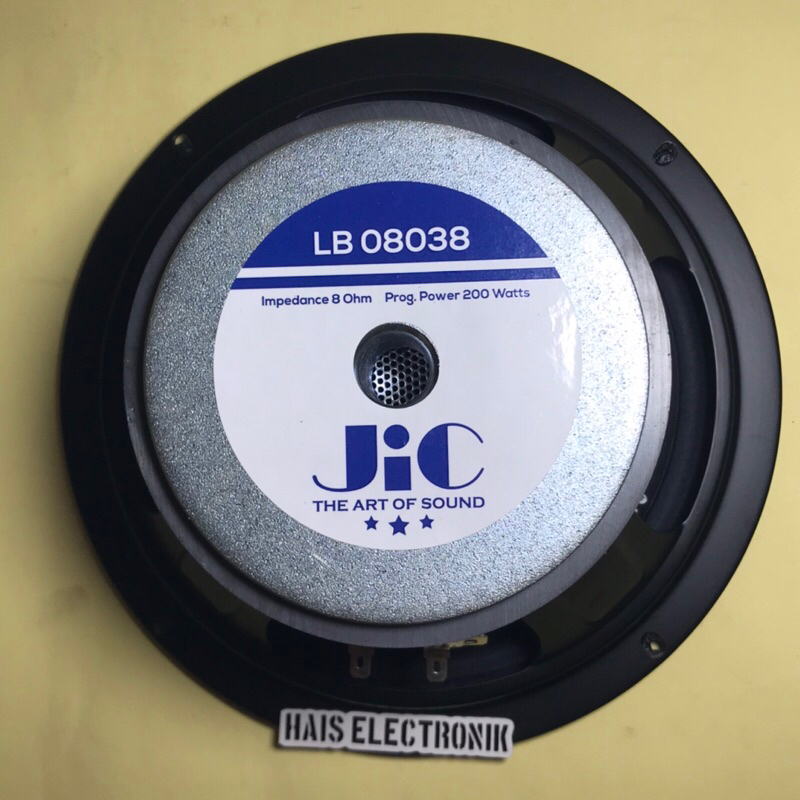 LB 08038
Impedance 8 Ohm Prog. Power 200 Watts
JiC
THE ART OF SOUND
HAIS ELECTRONIK